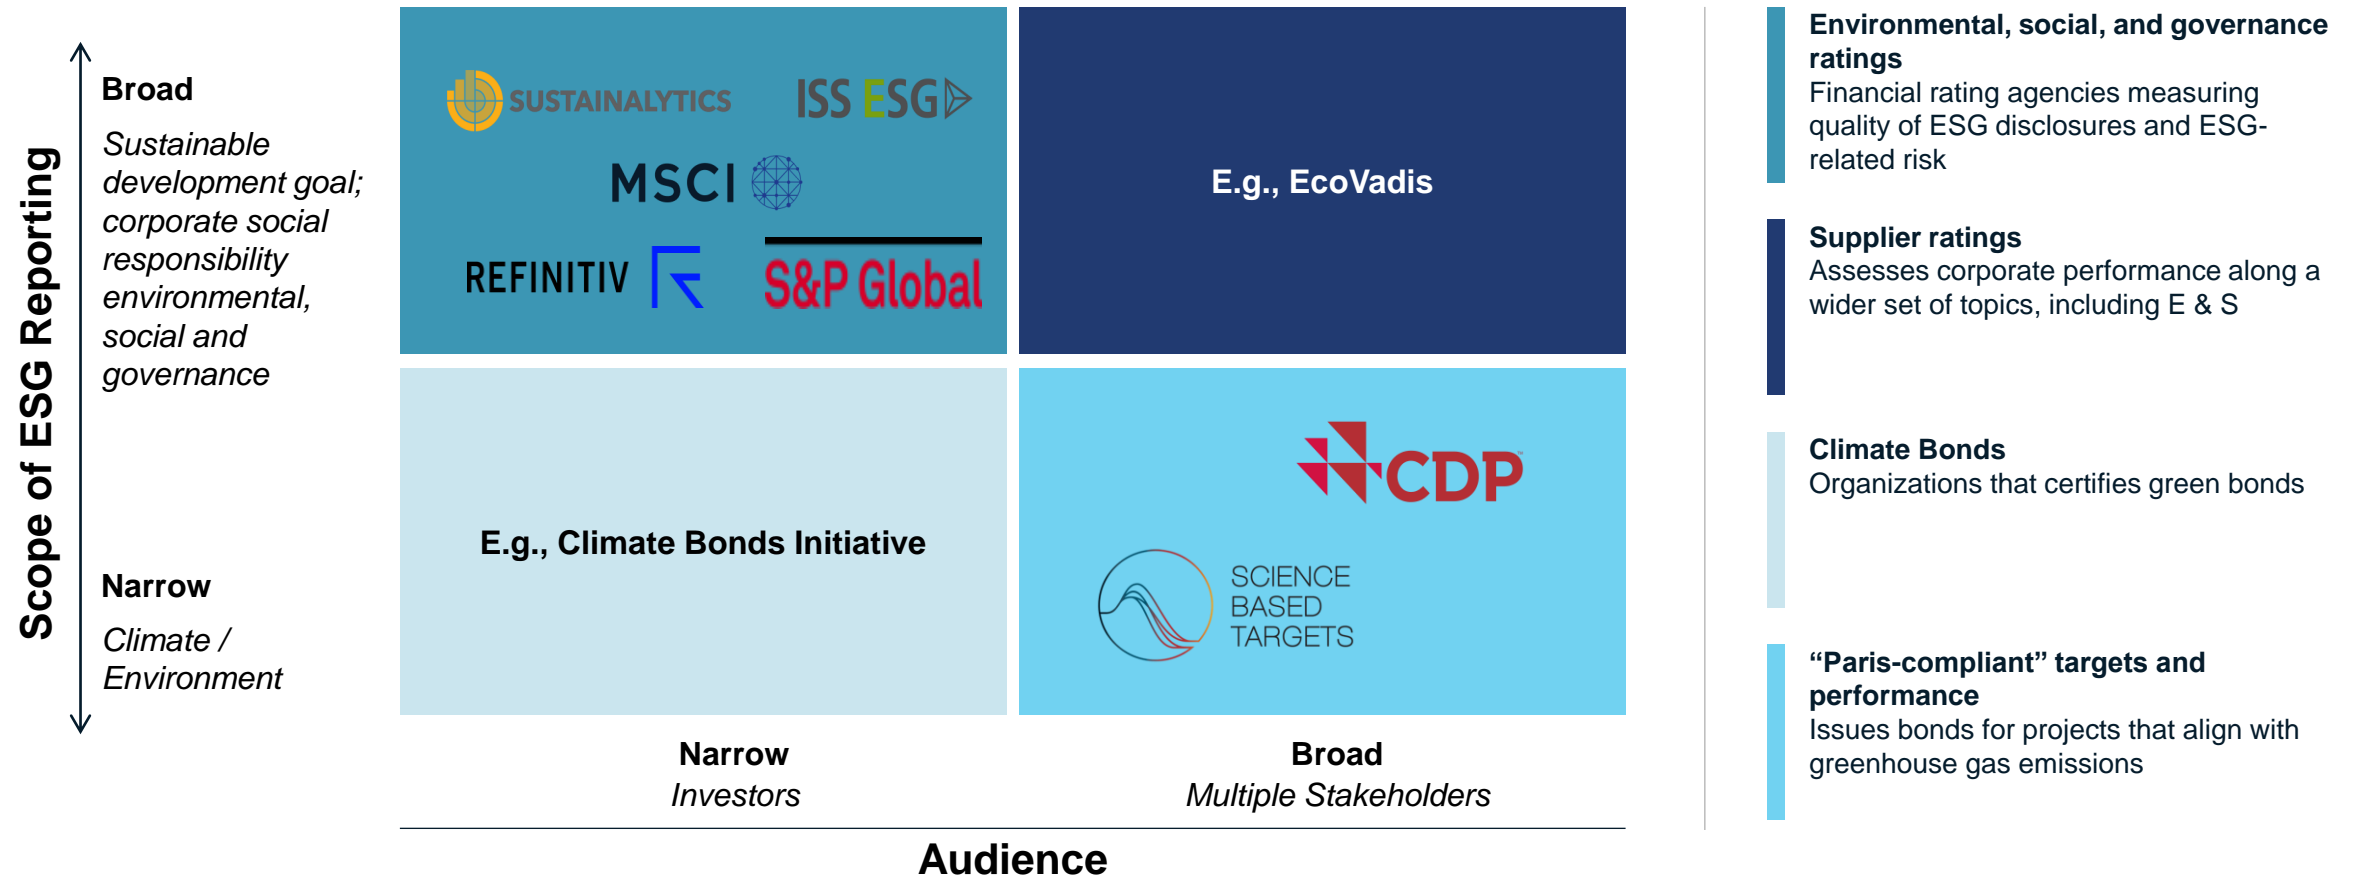 Scope of ESG Reporting
Broad
Sustainable
development goal;
corporate social
responsibility
environmental,
social and
governance
Narrow
Climate /
Environment
SUSTAINALYTICS
ISS ESG
MSCI
REFINITIV
S&P Global
E.g., EcoVadis
E.g., Climate Bonds Initiative
CDP
SCIENCE
BASED
TARGETS
Narrow
Investors
Broad
Multiple Stakeholders
Audience
Environmental, social, and governance
ratings
Financial rating agencies measuring
quality of ESG disclosures and ESG-
related risk
Supplier ratings
Assesses corporate performance along a
wider set of topics, including E & S
Climate Bonds
Organizations that certifies green bonds
“Paris-compliant” targets and
performance
Issues bonds for projects that align with
greenhouse gas emissions